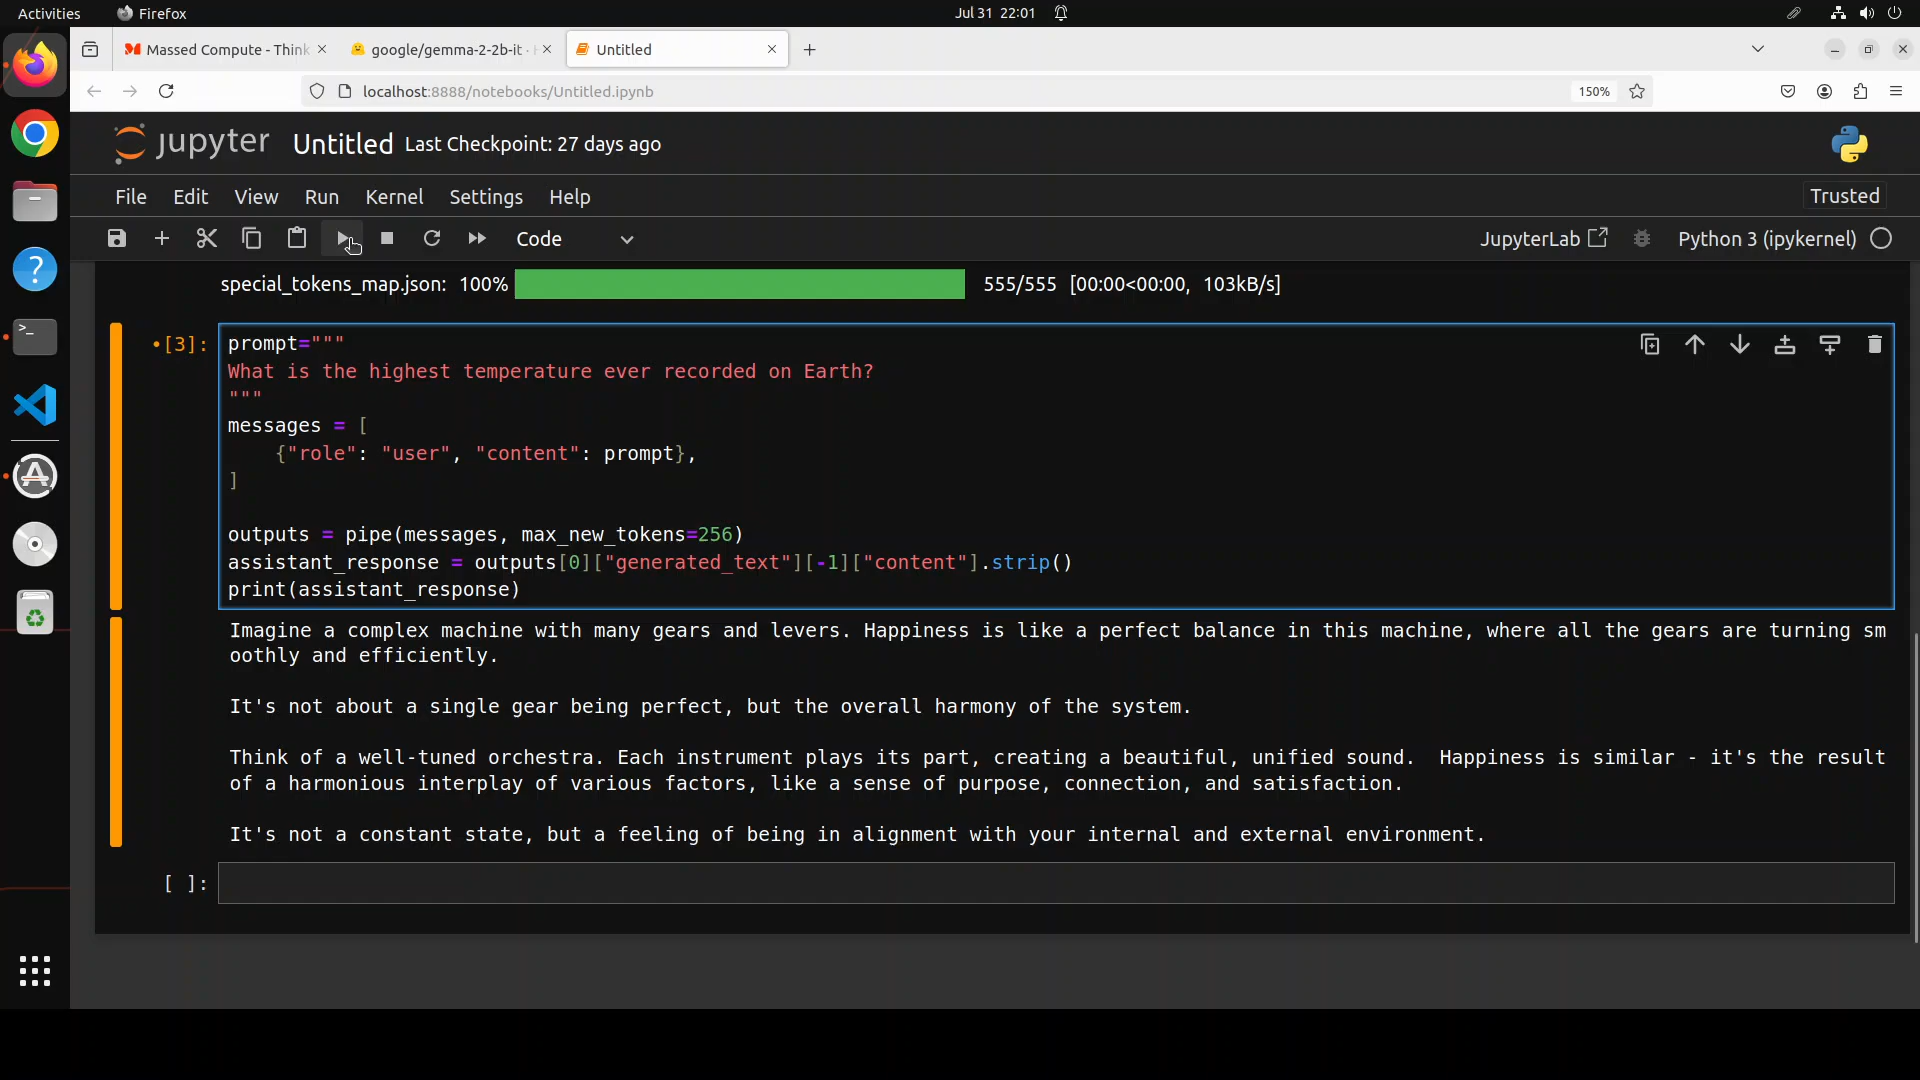 Activities Firefox Jul 31 22:01
Massed Compute - Think google/gemma-2-2b-it - Untitled
localhost:8888/notebooks/Untitled.ipynb 150%
jupyter Untitled Last Checkpoint: 27 days ago
File Edit View Run Kernel Settings Help Trusted
Code JupyterLab Python 3 (ipykernel)
special_tokens_map.json: 100% 555/555 [00:00<00:00, 103kB/s]
•[3]: prompt="""
What is the highest temperature ever recorded on Earth?
"""
messages = [
{"role": "user", "content": prompt},
]
outputs = pipe(messages, max_new_tokens=256)
assistant_response = outputs[0]["generated_text"][-1]["content"].strip()
print(assistant_response)
Imagine a complex machine with many gears and levers. Happiness is like a perfect balance in this machine, where all the gears are turning sm
oothly and efficiently.
It's not about a single gear being perfect, but the overall harmony of the system.
Think of a well-tuned orchestra. Each instrument plays its part, creating a beautiful, unified sound.  Happiness is similar - it's the result
of a harmonious interplay of various factors, like a sense of purpose, connection, and satisfaction.
It's not a constant state, but a feeling of being in alignment with your internal and external environment.
[ ]: